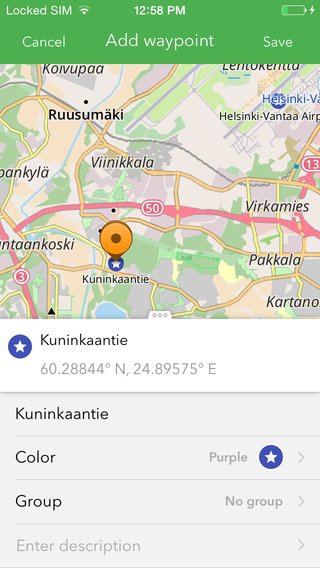 Locked SIM 12:58 PM
Cancel Add waypoint Save
Koivupää
Lentokenttä
Ruusumäki
Helsinki-Va
Helsinki-Vantaa Airp
Viinikkala
pankylä
13
50
Virkamies
ntaankoski
Pakkala
3
Kuninkaantie
Kartano
Kuninkaantie
60.28844° N, 24.89575° E
Kuninkaantie
Color Purple
Group No group
Enter description